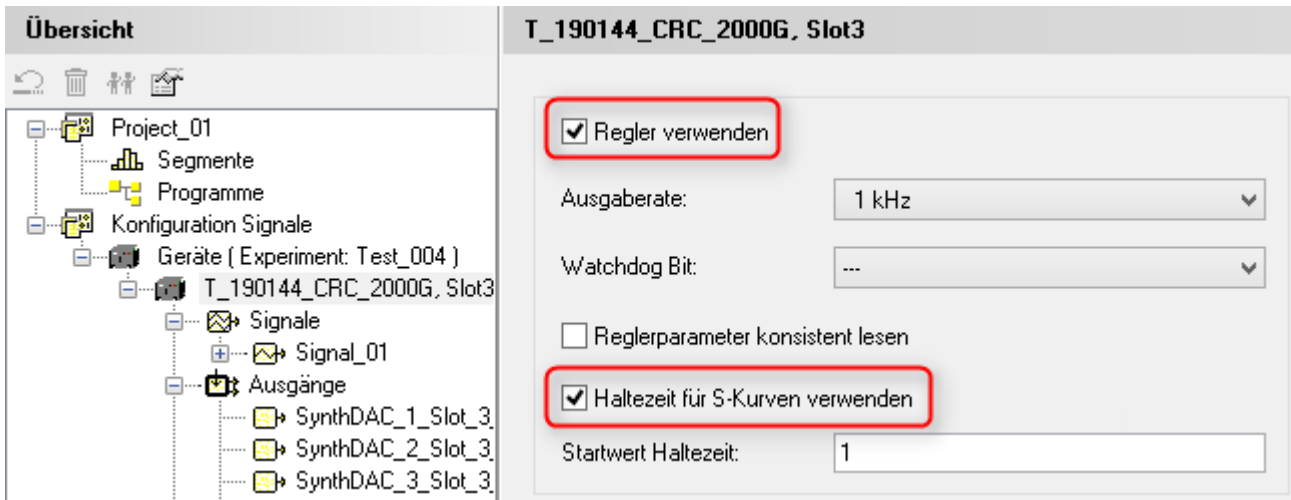 Übersicht
Project_01
Segmente
Programme
Konfiguration Signale
Geräte ( Experiment: Test_004 )
T_190144_CRC_2000G, Slot3
Signale
Signal_01
Ausgänge
SynthDAC_1_Slot_3_
SynthDAC_2_Slot_3_
SynthDAC_3_Slot_3_
T_190144_CRC_2000G, Slot3
Regler verwenden
Ausgaberate: 1 kHz
Watchdog Bit: ---
Reglerparameter konsistent lesen
Haltezeit für S-Kurven verwenden
Startwert Haltezeit: 1